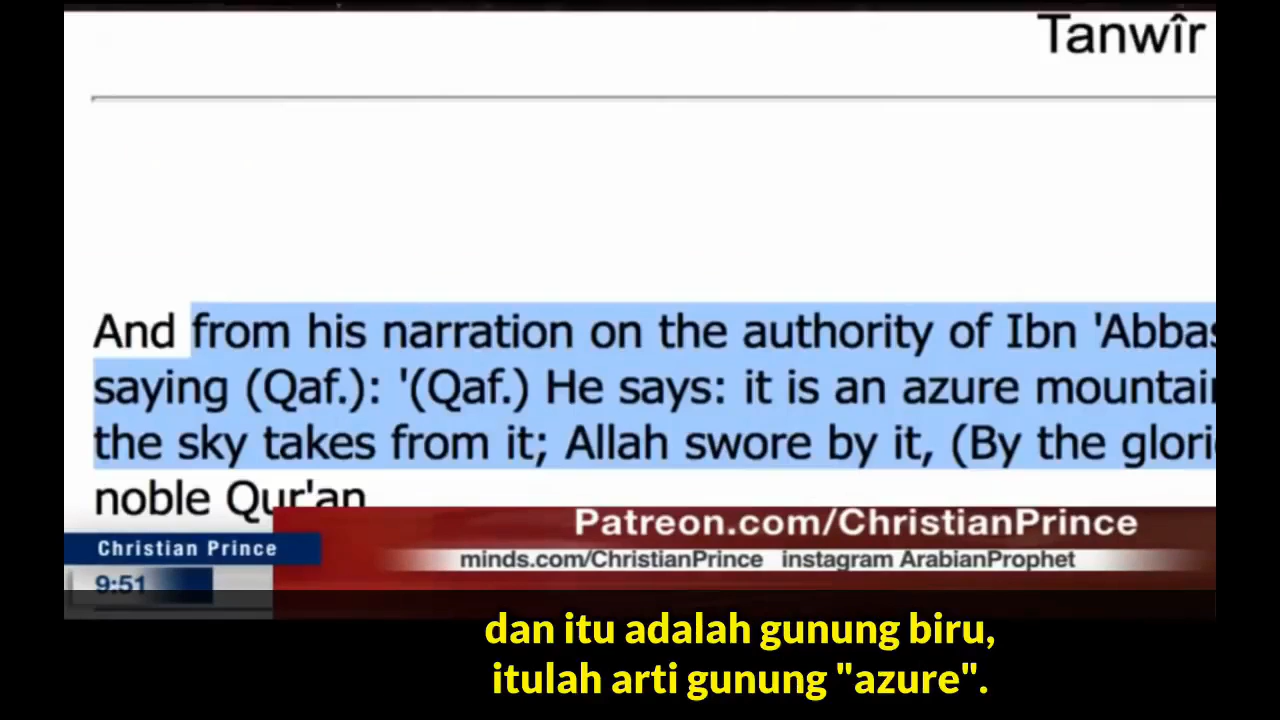 Tanwîr
And from his narration on the authority of Ibn 'Abbas
saying (Qaf.): '(Qaf.) He says: it is an azure mountain
the sky takes from it; Allah swore by it, (By the glori
noble Qur'an
Patreon.com/ChristianPrince
Christian Prince
minds.com/ChristianPrince instagram ArabianProphet
9:51
dan itu adalah gunung biru,
itulah arti gunung "azure".